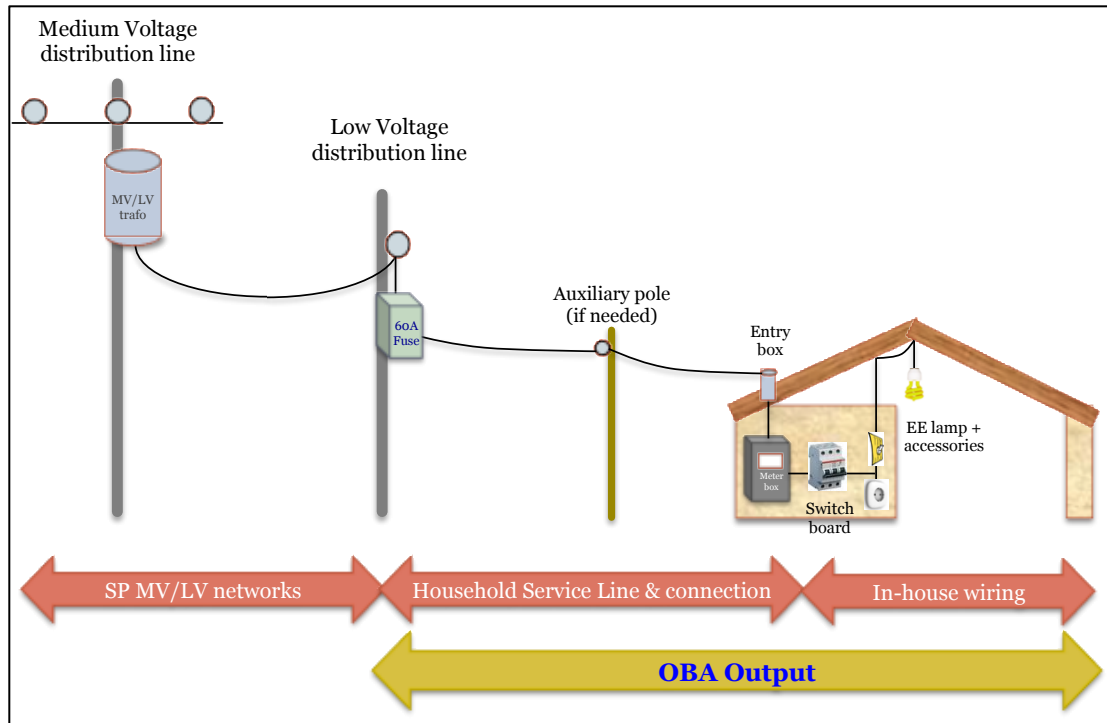 Medium Voltage
distribution line
MV/LV
trafo
Low Voltage
distribution line
60A
Fuse
Auxiliary pole
(if needed)
Entry
box
Meter
box
Switch
board
EE lamp +
accessories
SP MV/LV networks
Household Service Line & connection
In-house wiring
OBA Output